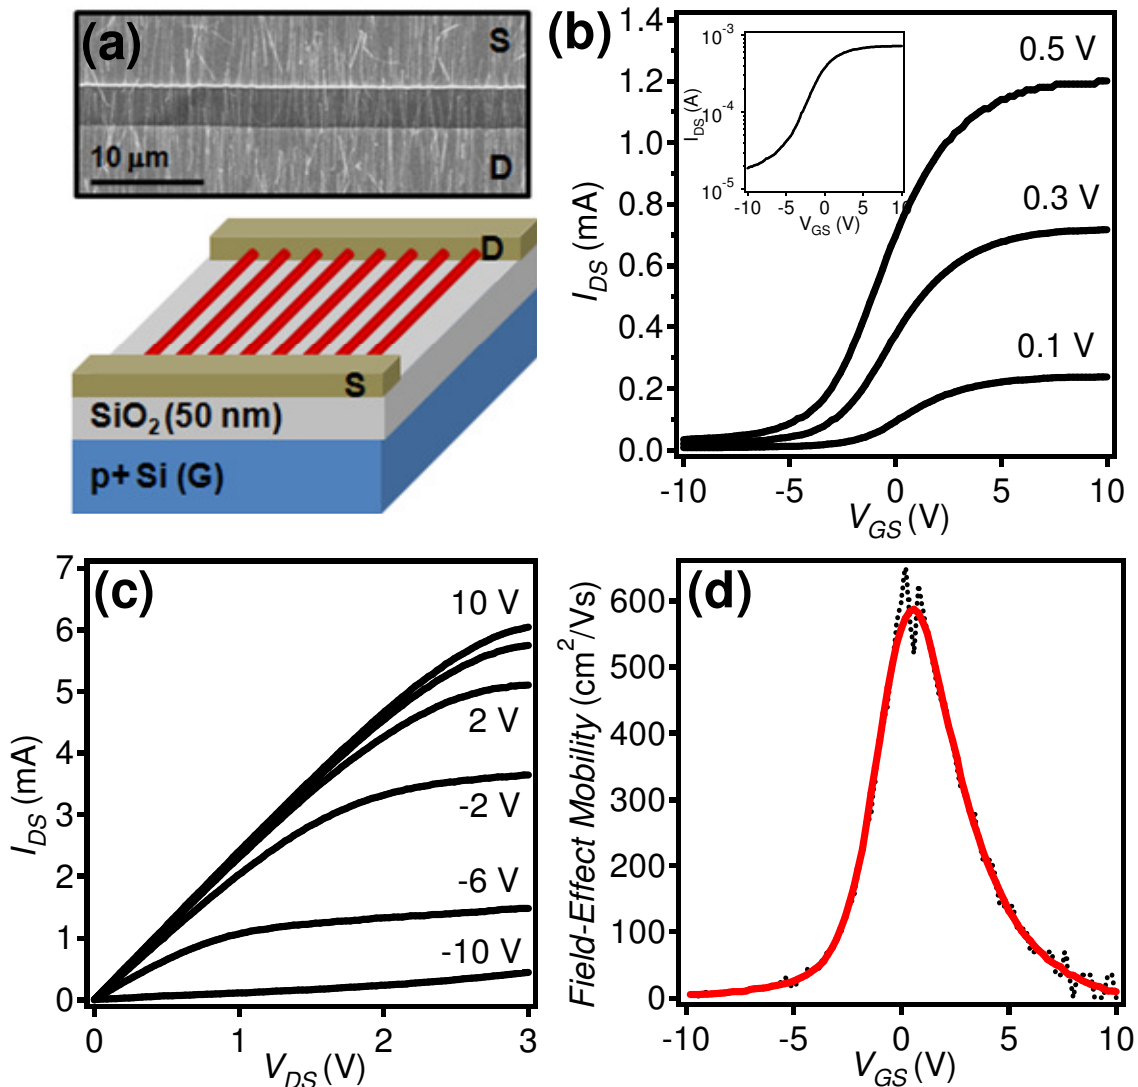 (a)
S
10 μm
D
D
S
SiO2 (50 nm)
p+ Si (G)
(b)
1.4
1.2
1.0
0.8
0.6
0.4
0.2
0.0
IDS (mA)
-10
-5
0
5
10
VGS (V)
0.5 V
0.3 V
0.1 V
10-3
10-4
10-5
IDS (A)
-10
-5
0
5
10
VGS (V)
(c)
7
6
5
4
3
2
1
0
IDS (mA)
10 V
2 V
-2 V
-6 V
-10 V
0
1
2
3
VDS (V)
(d)
600
500
400
300
200
100
0
Field-Effect Mobility (cm2/Vs)
-10
-5
0
5
10
VGS (V)